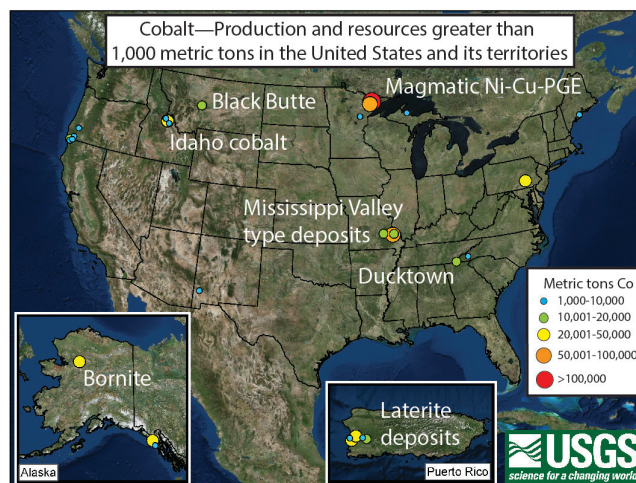 Cobalt—Production and resources greater than
1,000 metric tons in the United States and its territories
Magmatic Ni-Cu-PGE
Black Butte
Idaho cobalt
Mississippi Valley
type deposits
Ducktown
Metric tons Co
1,000-10,000
10,001-20,000
20,001-50,000
50,001-100,000
>100,000
Bornite
Alaska
Laterite
deposits
Puerto Rico
USGS
science for a changing world